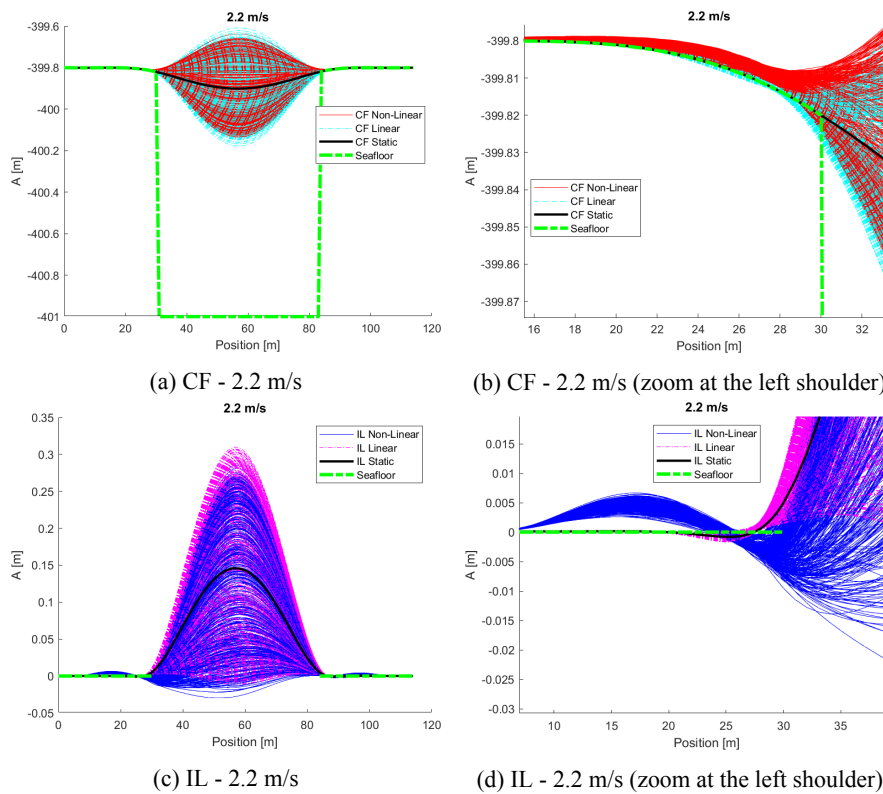 2.2 m/s
-399.6
-399.8
-400
-400.2
-400.4
-400.6
-400.8
-401
A [m]
CF Non-Linear
CF Linear
CF Static
Seafloor
0 20 40 60 80 100 120
Position [m]
(a) CF - 2.2 m/s
2.2 m/s
-399.8
-399.81
-399.82
-399.83
-399.84
-399.85
-399.86
-399.87
A [m]
CF Non-Linear
CF Linear
CF Static
Seafloor
16 18 20 22 24 26 28 30 32
Position [m]
(b) CF - 2.2 m/s (zoom at the left shoulder)
2.2 m/s
0.35
0.3
0.25
0.2
0.15
0.1
0.05
0
-0.05
A [m]
IL Non-Linear
IL Linear
IL Static
Seafloor
0 20 40 60 80 100 120
Position [m]
(c) IL - 2.2 m/s
2.2 m/s
0.015
0.01
0.005
0
-0.005
-0.01
-0.015
-0.02
-0.025
-0.03
A [m]
IL Non-Linear
IL Linear
IL Static
Seafloor
10 15 20 25 30 35
Position [m]
(d) IL - 2.2 m/s (zoom at the left shoulder)